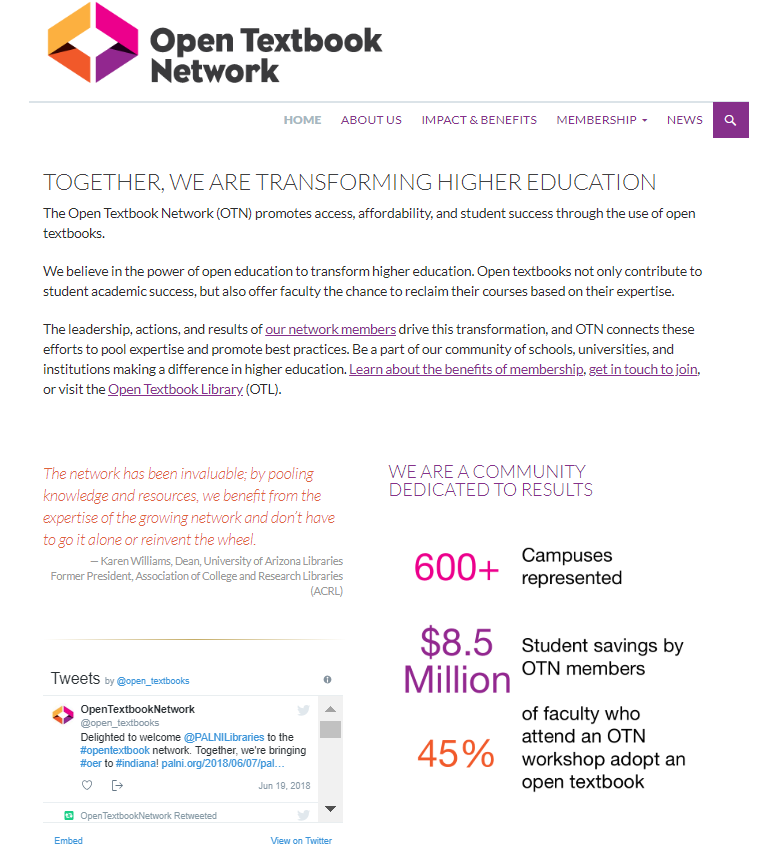 Open Textbook
Network
HOME
ABOUT US
IMPACT & BENEFITS
MEMBERSHIP
NEWS
TOGETHER, WE ARE TRANSFORMING HIGHER EDUCATION
The Open Textbook Network (OTN) promotes access, affordability, and student success through the use of open
textbooks.
We believe in the power of open education to transform higher education. Open textbooks not only contribute to
student academic success, but also offer faculty the chance to reclaim their courses based on their expertise.
The leadership, actions, and results of our network members drive this transformation, and OTN connects these
efforts to pool expertise and promote best practices. Be a part of our community of schools, universities, and
institutions making a difference in higher education. Learn about the benefits of membership, get in touch to join,
or visit the Open Textbook Library (OTL).
The network has been invaluable; by pooling
knowledge and resources, we benefit from the
expertise of the growing network and don't have
to go it alone or reinvent the wheel.
— Karen Williams, Dean, University of Arizona Libraries
Former President, Association of College and Research Libraries
(ACRL)
Tweets by @open_textbooks
OpenTextbookNetwork
@open_textbooks
Delighted to welcome @PALNILibraries to the
#opentextbook network. Together, we're bringing
#oer to #indiana! palni.org/2018/06/07/pal…
Jun 19, 2018
OpenTextbookNetwork Retweeted
Embed
View on Twitter
WE ARE A COMMUNITY
DEDICATED TO RESULTS
600+
Campuses
represented
$8.5
Million
Student savings by
OTN members
45%
of faculty who
attend an OTN
workshop adopt an
open textbook